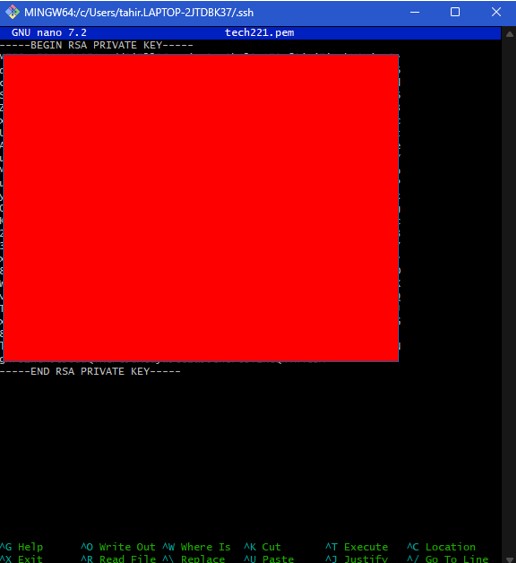 MINGW64:/c/Users/tahir.LAPTOP-2JTDBK37/.ssh
GNU nano 7.2 tech221.pem
-----BEGIN RSA PRIVATE KEY-----
-----END RSA PRIVATE KEY-----
^G Help ^O Write Out ^W Where Is ^K Cut ^T Execute ^C Location
^X Exit ^R Read File ^\ Replace ^U Paste ^J Justify ^/ Go To Line